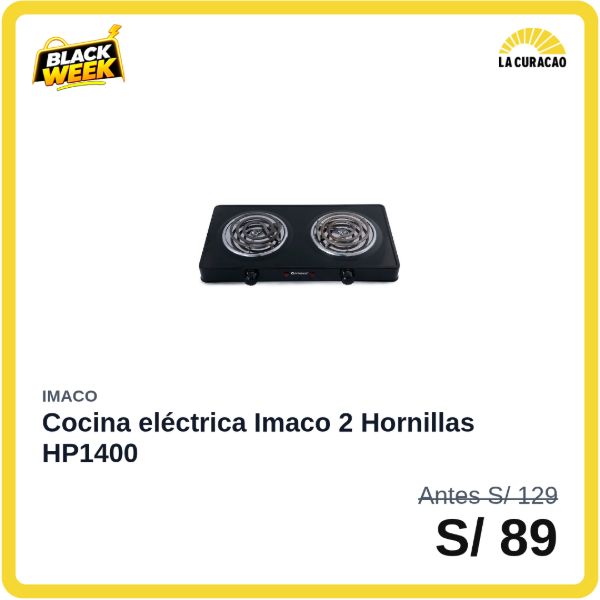 BLACK
WEEK
LA CURACAO
IMACO
Cocina eléctrica Imaco 2 Hornillas
HP1400
Antes S/ 129
S/ 89